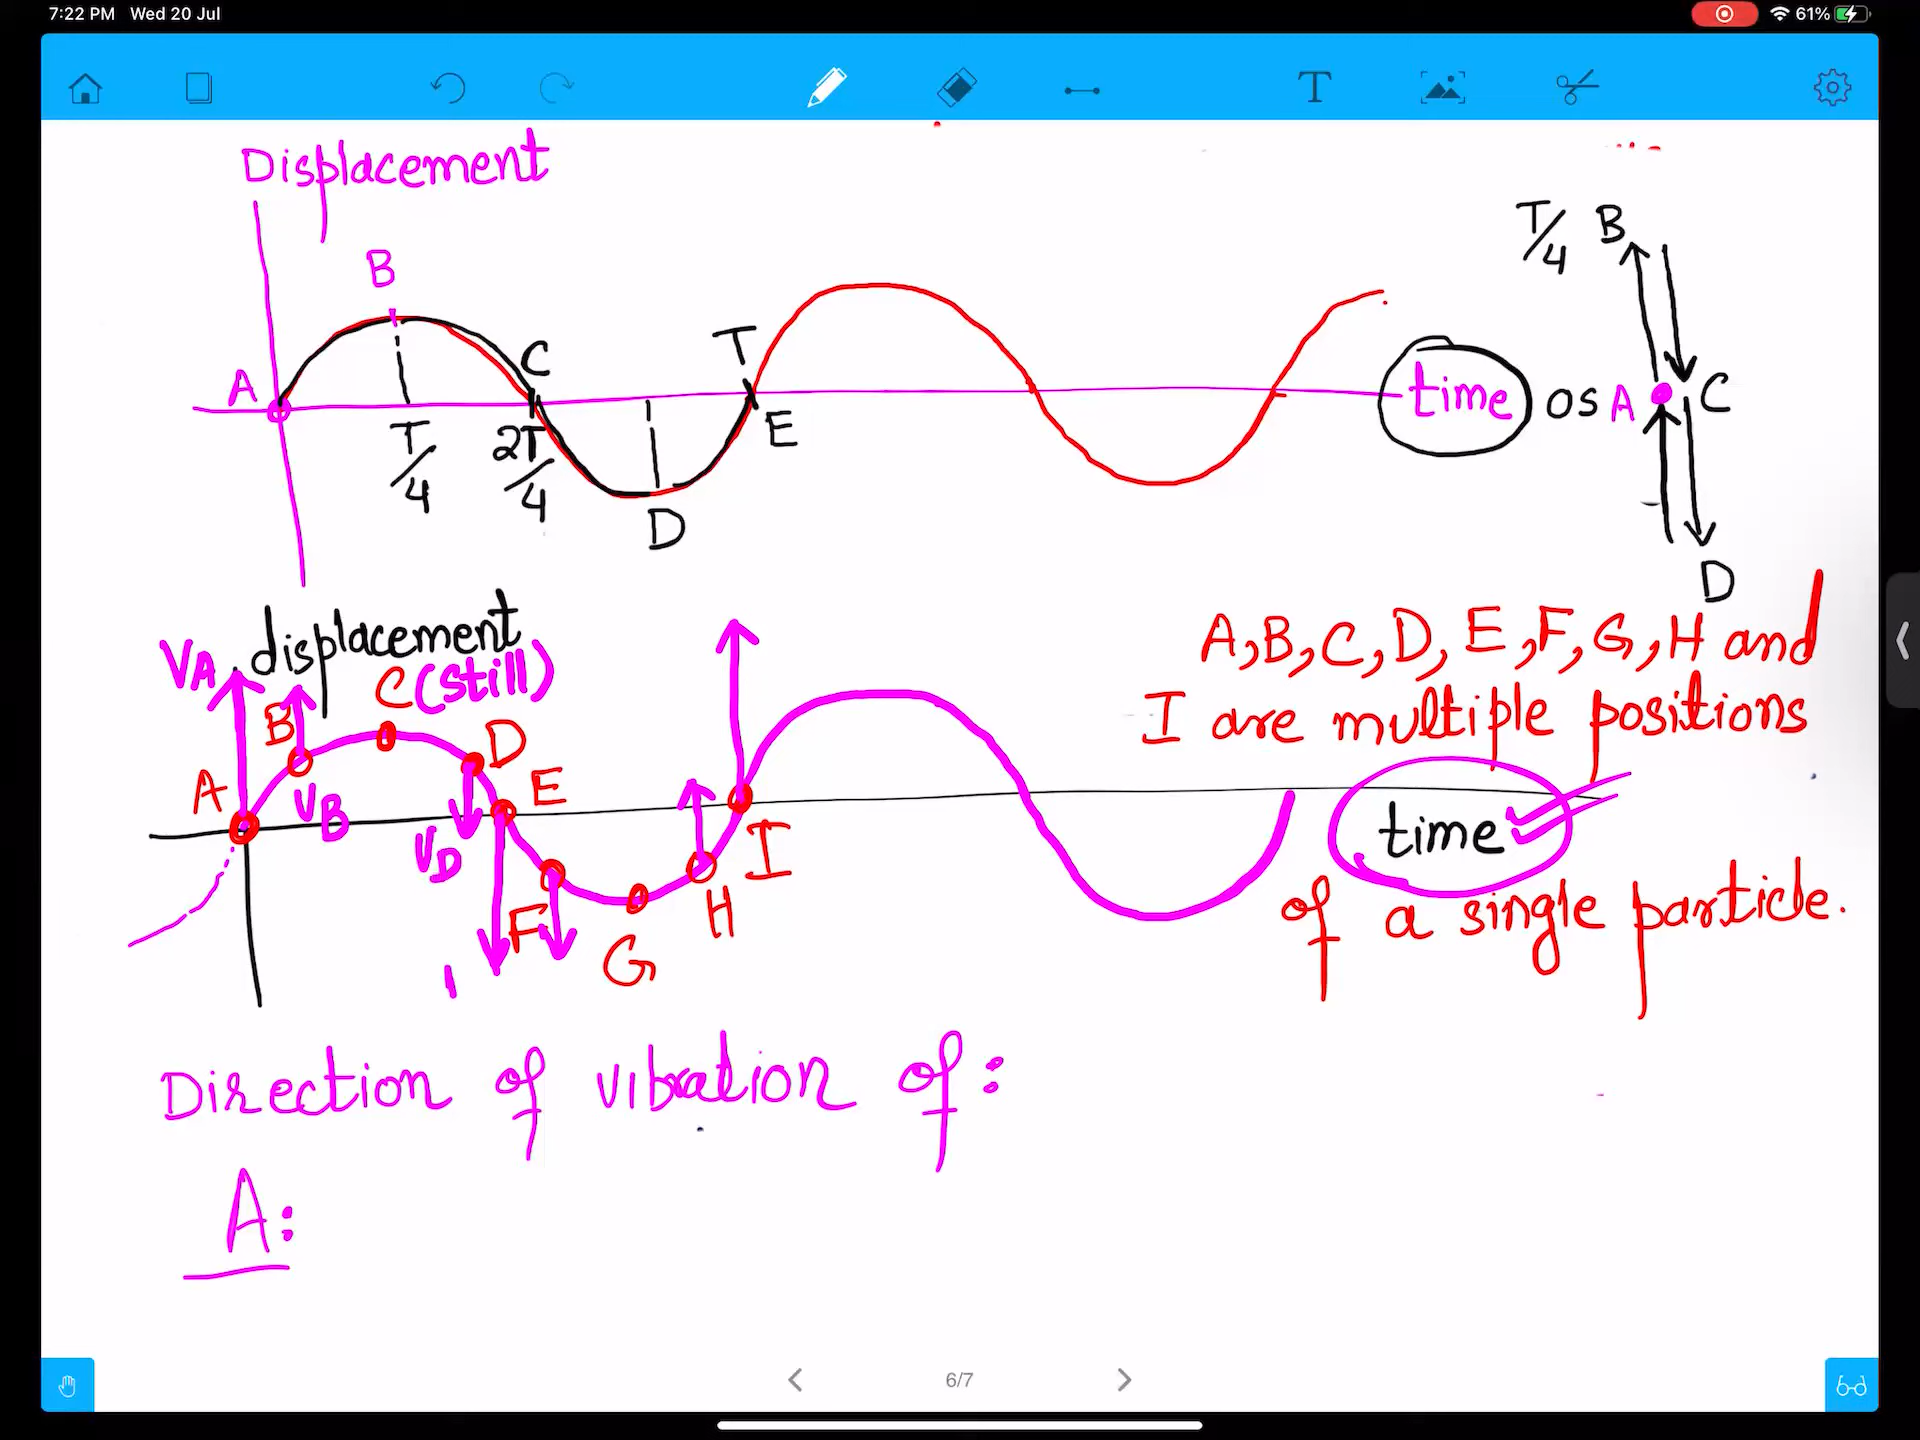 7:22 PM Wed 20 Jul
61%
T
Displacement
T/4 B
B
C
T
A
time
os A C
T/4
2T/4
E
D
D
displacement
VA
C (still)
B
A, B, C, D, E, F, G, H and
I are multiple positions
D
A
E
VB
VD
time
I
F
H
G
of a single particle.
Direction of vibration of:
A:
6/7